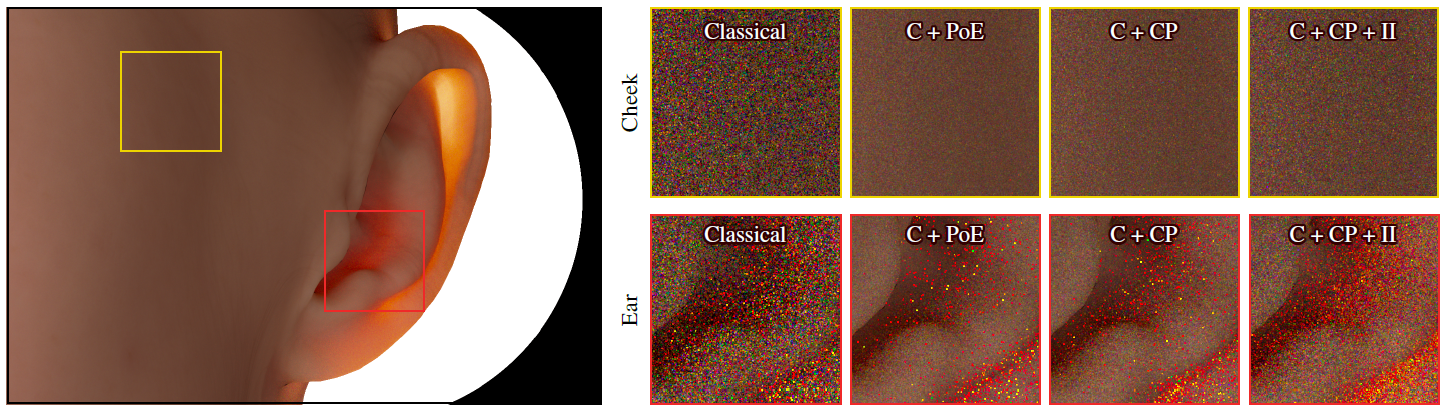 Cheek
Classical
C + PoE
C + CP
C + CP + II
Ear
Classical
C + PoE
C + CP
C + CP + II